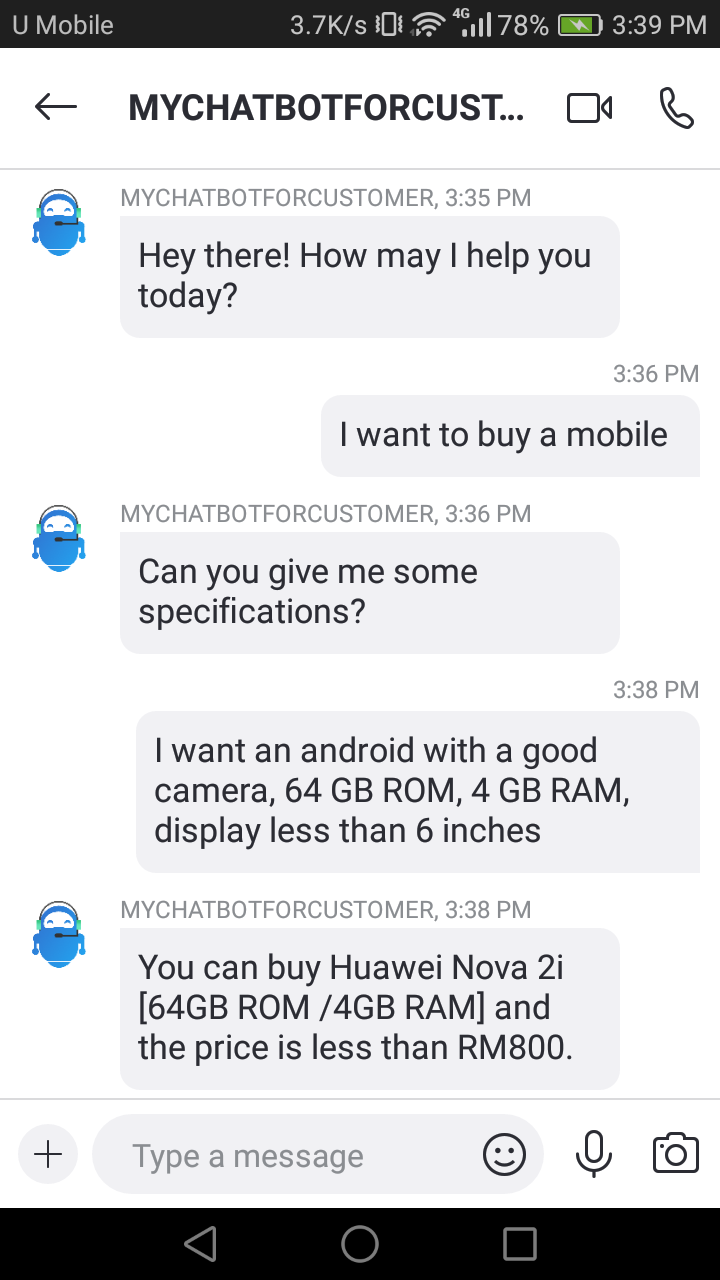 U Mobile 3.7K/s 4G 78% 3:39 PM
MYCHATBOTFORCUST...
MYCHATBOTFORCUSTOMER, 3:35 PM
Hey there! How may I help you
today?
3:36 PM
I want to buy a mobile
MYCHATBOTFORCUSTOMER, 3:36 PM
Can you give me some
specifications?
3:38 PM
I want an android with a good
camera, 64 GB ROM, 4 GB RAM,
display less than 6 inches
MYCHATBOTFORCUSTOMER, 3:38 PM
You can buy Huawei Nova 2i
[64GB ROM /4GB RAM] and
the price is less than RM800.
Type a message